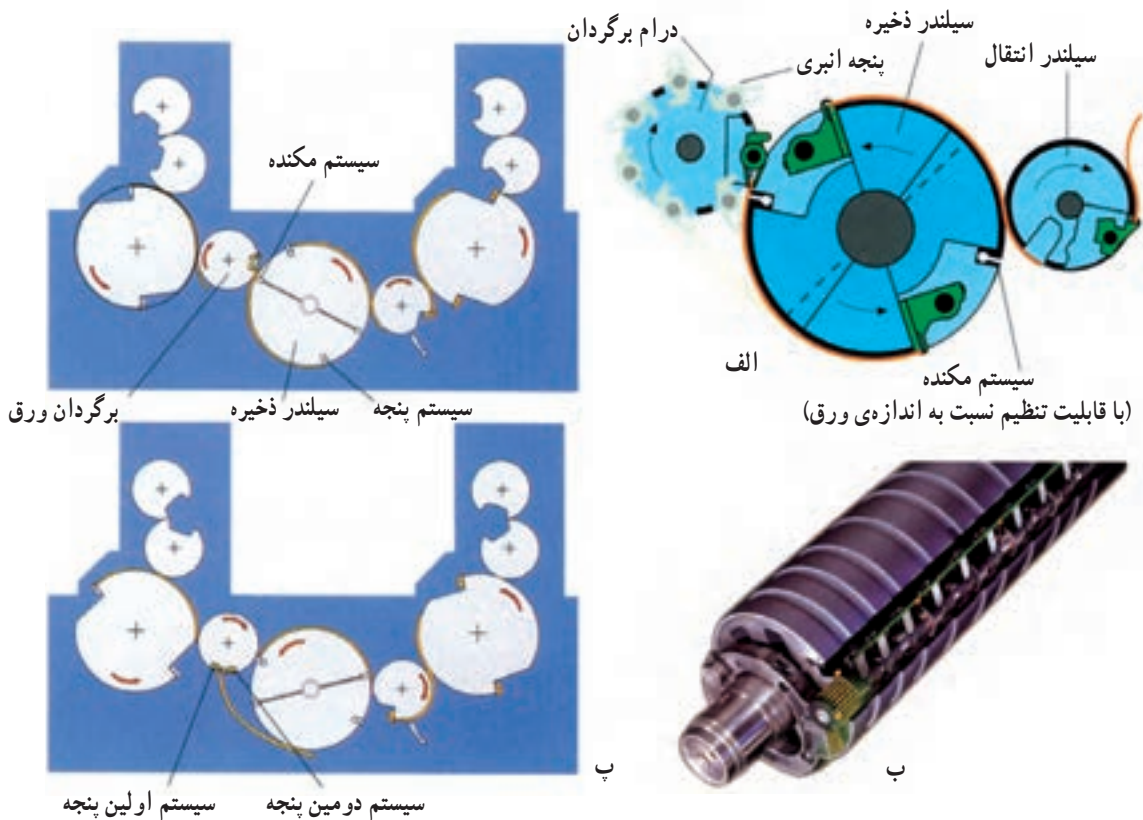 سیلندر ذخیره
درام برگردان
پنجه انبری
سیلندر انتقال
الف
سیستم مکنده
(با قابلیت تنظیم نسبت به اندازه‌ی ورق)
سیستم مکنده
سیستم پنجه
سیلندر ذخیره
برگردان ورق
ب
پ
سیستم دومین پنجه
سیستم اولین پنجه